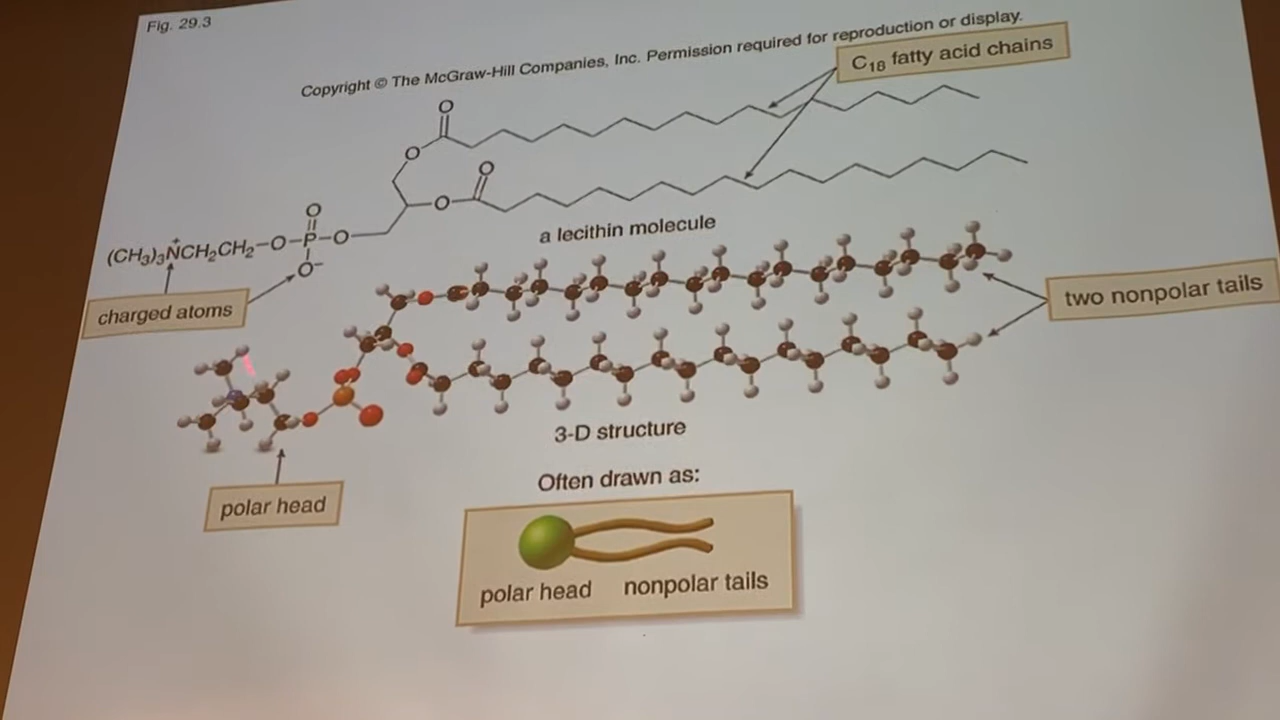 Fig. 29.3
Copyright © The McGraw-Hill Companies, Inc. Permission required for reproduction or display.
C₁₈ fatty acid chains
O
O
O
O
O
(CH₃)₃N⁺CH₂CH₂–O–P–O
O⁻
a lecithin molecule
charged atoms
two nonpolar tails
3-D structure
polar head
Often drawn as:
polar head nonpolar tails